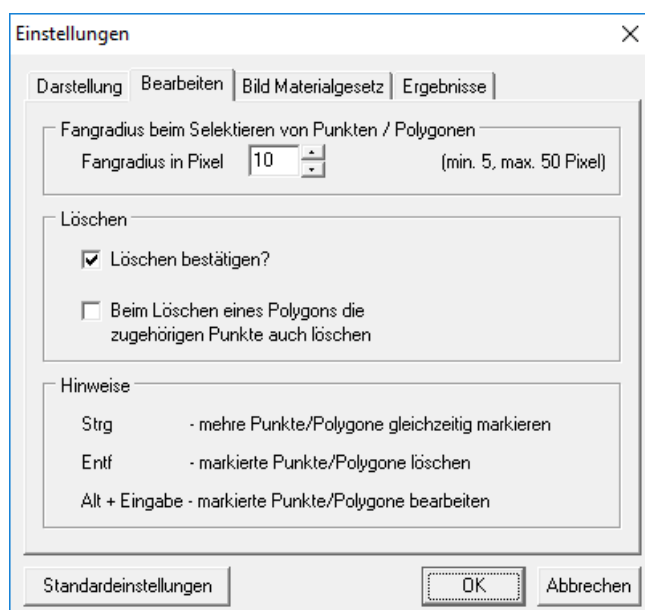 Einstellungen
Darstellung Bearbeiten Bild Materialgesetz Ergebnisse
Fangradius beim Selektieren von Punkten / Polygonen
Fangradius in Pixel 10 (min. 5, max. 50 Pixel)
Löschen
Löschen bestätigen?
Beim Löschen eines Polygons die
zugehörigen Punkte auch löschen
Hinweise
Strg - mehre Punkte/Polygone gleichzeitig markieren
Entf - markierte Punkte/Polygone löschen
Alt + Eingabe - markierte Punkte/Polygone bearbeiten
Standardeinstellungen OK Abbrechen